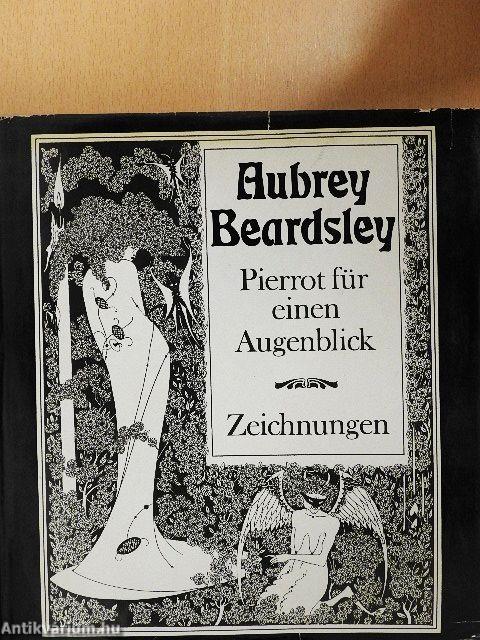 Aubrey
Beardsley
Pierrot für
einen
Augenblick
Zeichnungen
Antikvarium.hu